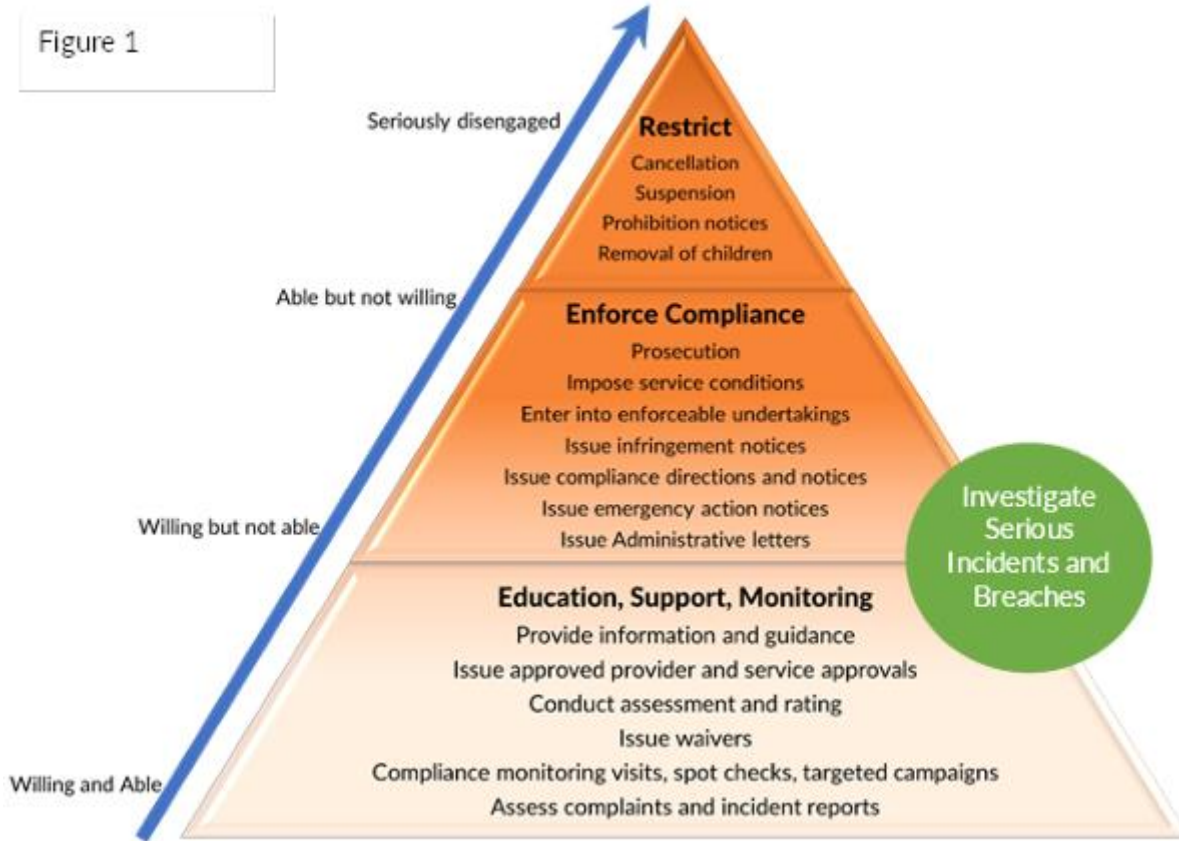 Figure 1
Seriously disengaged
Able but not willing
Willing but not able
Willing and Able
Restrict
Cancellation
Suspension
Prohibition notices
Removal of children
Enforce Compliance
Prosecution
Impose service conditions
Enter into enforceable undertakings
Issue infringement notices
Issue compliance directions and notices
Issue emergency action notices
Issue Administrative letters
Education, Support, Monitoring
Provide information and guidance
Issue approved provider and service approvals
Conduct assessment and rating
Issue waivers
Compliance monitoring visits, spot checks, targeted campaigns
Assess complaints and incident reports
Investigate
Serious
Incidents and
Breaches